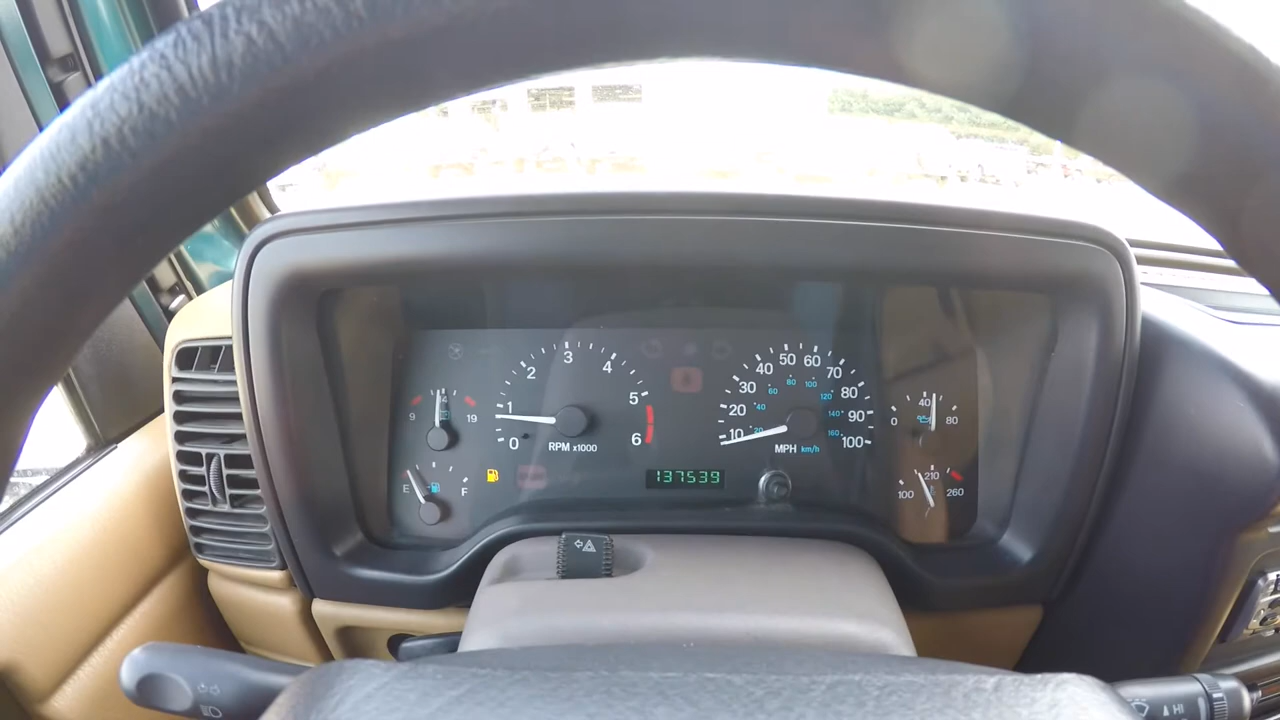 9 14 19
E F
0 1 2 3 4 5 6
RPM x1000
137539
10 20 30 40 50 60 70 80 90 100
20 40 60 80 100 120 140 160
MPH km/h
0 40 80
100 210 260
HI